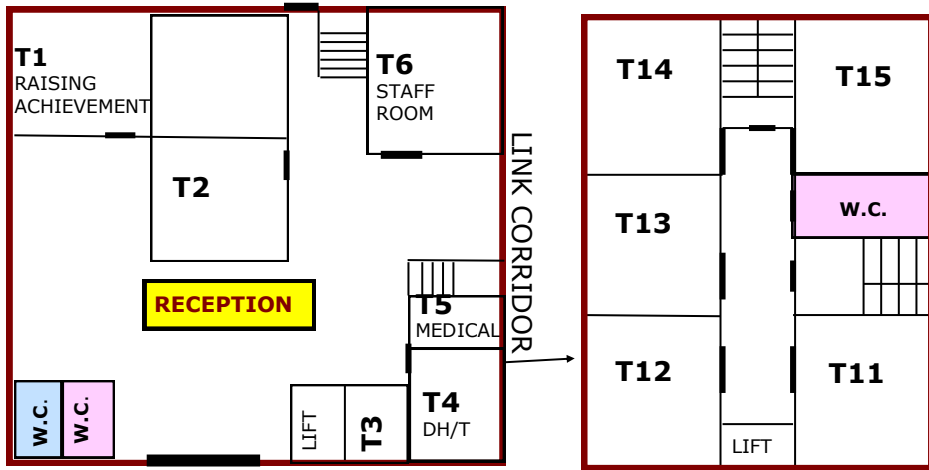 T1
RAISING
ACHIEVEMENT
T2
T6
STAFF
ROOM
RECEPTION
T5
MEDICAL
T4
DH/T
T3
LIFT
W.C.
W.C.
LINK CORRIDOR
T14
T15
T13
W.C.
T12
T11
LIFT